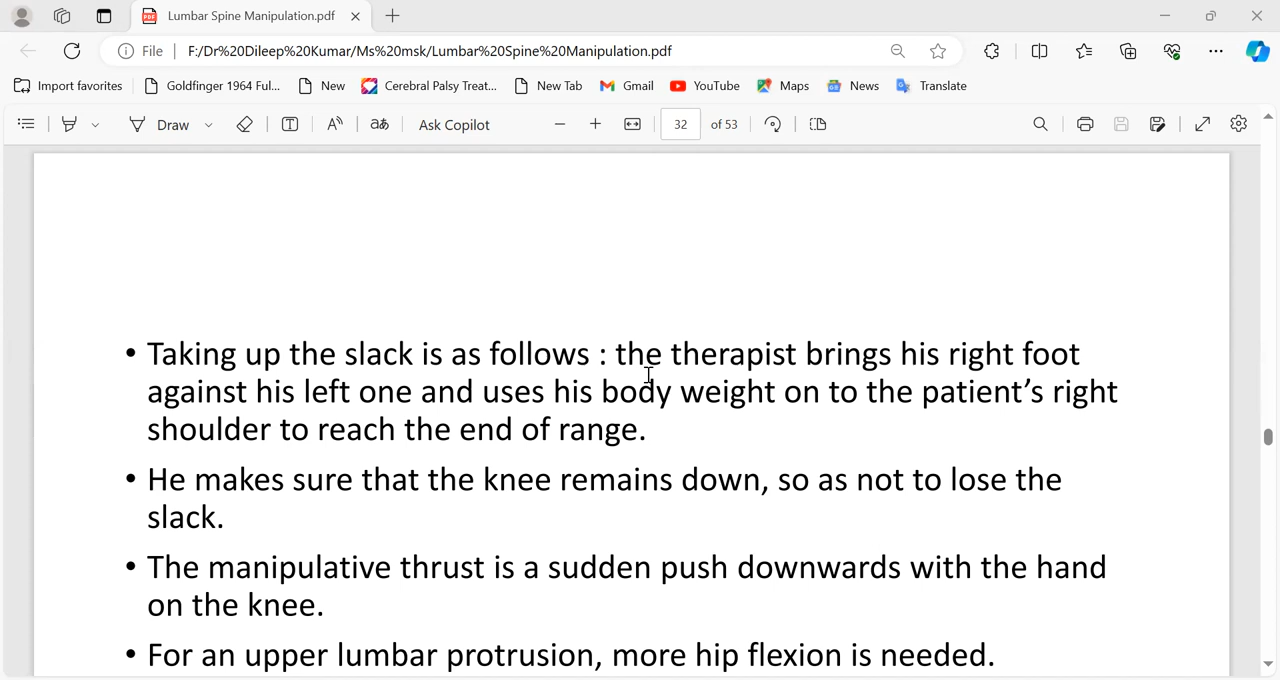 Lumbar Spine Manipulation.pdf
File F:/Dr%20Dileep%20Kumar/Ms%20msk/Lumbar%20Spine%20Manipulation.pdf
Import favorites Goldfinger 1964 Ful... New Cerebral Palsy Treat... New Tab Gmail YouTube Maps News Translate
Draw aあ Ask Copilot 32 of 53
• Taking up the slack is as follows : the therapist brings his right foot
against his left one and uses his body weight on to the patient’s right
shoulder to reach the end of range.
• He makes sure that the knee remains down, so as not to lose the
slack.
• The manipulative thrust is a sudden push downwards with the hand
on the knee.
• For an upper lumbar protrusion, more hip flexion is needed.